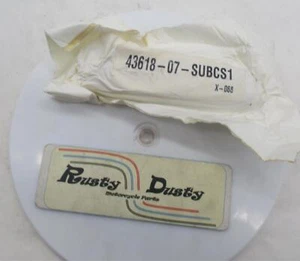 43618-07-SUBCS1
X-088
Rusty Dusty
Motorcycle Parts